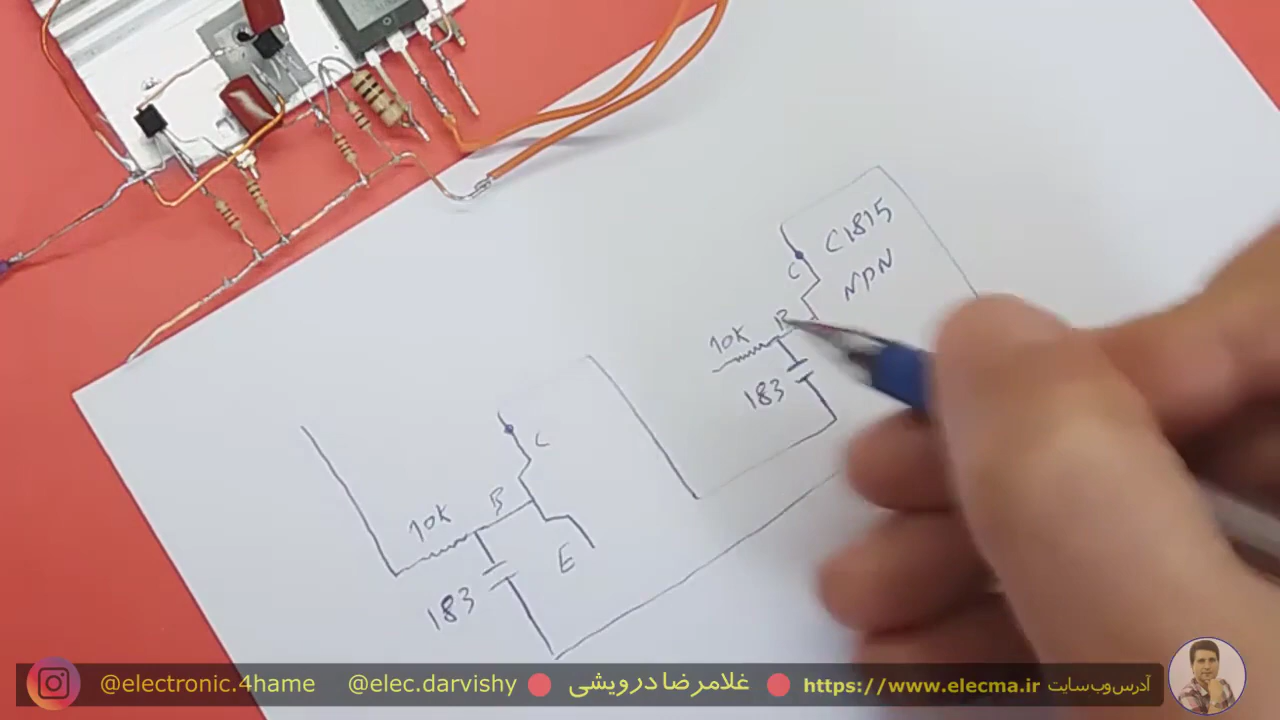 C1815
C
NPN
B
10K
183
C
B
10K
E
183
@electronic.4hame @elec.darvishy غلامرضا درویشی https://www.elecma.ir آدرس وب سایت